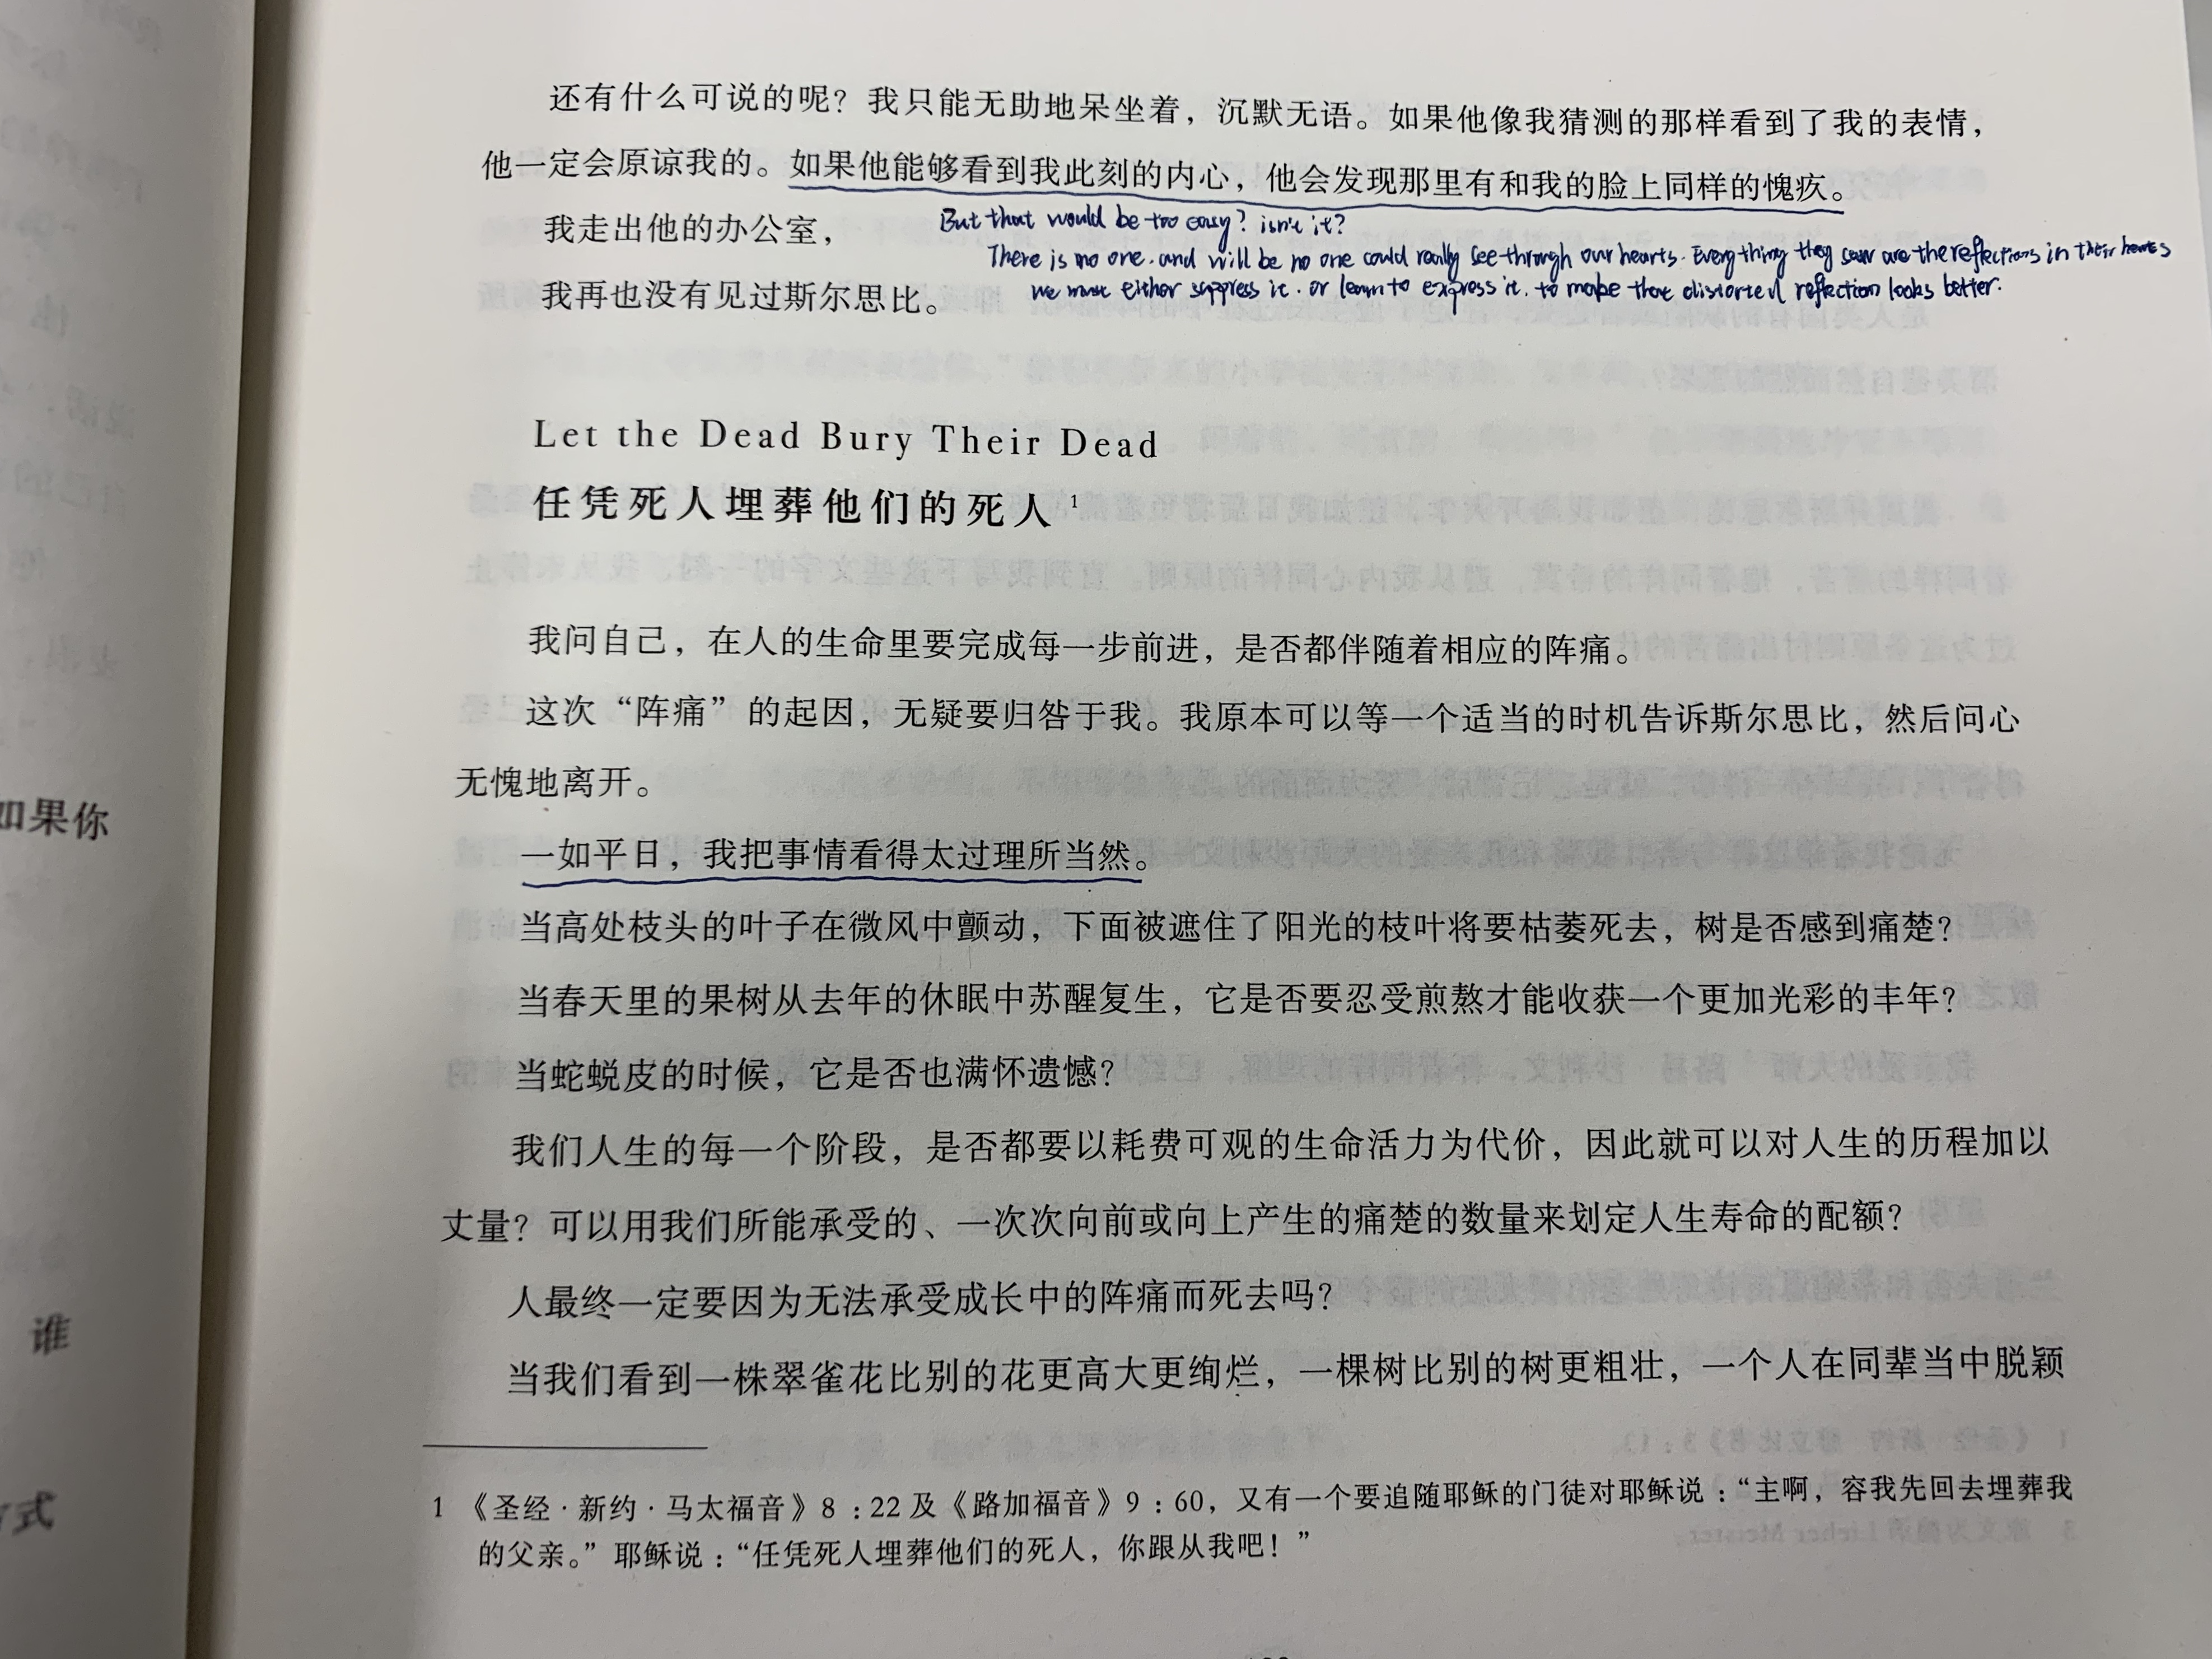 还有什么可说的呢？我只能无助地呆坐着，沉默无语。如果他像我猜测的那样看到了我的表情，
他一定会原谅我的。如果他能够看到我此刻的内心，他会发现那里有和我的脸上同样的愧疚。
我走出他的办公室，
But that would be too easy? isn't it?
There is no one. and will be no one could really see through our hearts. Everything they saw are the reflections in their hearts
我再也没有见过斯尔思比。
we must either suppress it. or learn to express it. to make that distorted reflection looks better.
Let the Dead Bury Their Dead
任凭死人埋葬他们的死人1
我问自己，在人的生命里要完成每一步前进，是否都伴随着相应的阵痛。
这次“阵痛”的起因，无疑要归咎于我。我原本可以等一个适当的时机告诉斯尔思比，然后问心
无愧地离开。
一如平日，我把事情看得太过理所当然。
当高处枝头的叶子在微风中颤动，下面被遮住了阳光的枝叶将要枯萎死去，树是否感到痛楚？
当春天里的果树从去年的休眠中苏醒复生，它是否要忍受煎熬才能收获一个更加光彩的丰年？
当蛇蜕皮的时候，它是否也满怀遗憾？
我们人生的每一个阶段，是否都要以耗费可观的生命活力为代价，因此就可以对人生的历程加以
丈量？可以用我们所能承受的、一次次向前或向上产生的痛楚的数量来划定人生寿命的配额？
人最终一定要因为无法承受成长中的阵痛而死去吗？
当我们看到一株翠雀花比别的花更高大更绚烂，一棵树比别的树更粗壮，一个人在同辈当中脱颖
1 《圣经·新约·马太福音》8：22及《路加福音》9：60，又有一个要追随耶稣的门徒对耶稣说：“主啊，容我先回去埋葬我
的父亲。”耶稣说：“任凭死人埋葬他们的死人，你跟从我吧！”
如果你
谁
方式